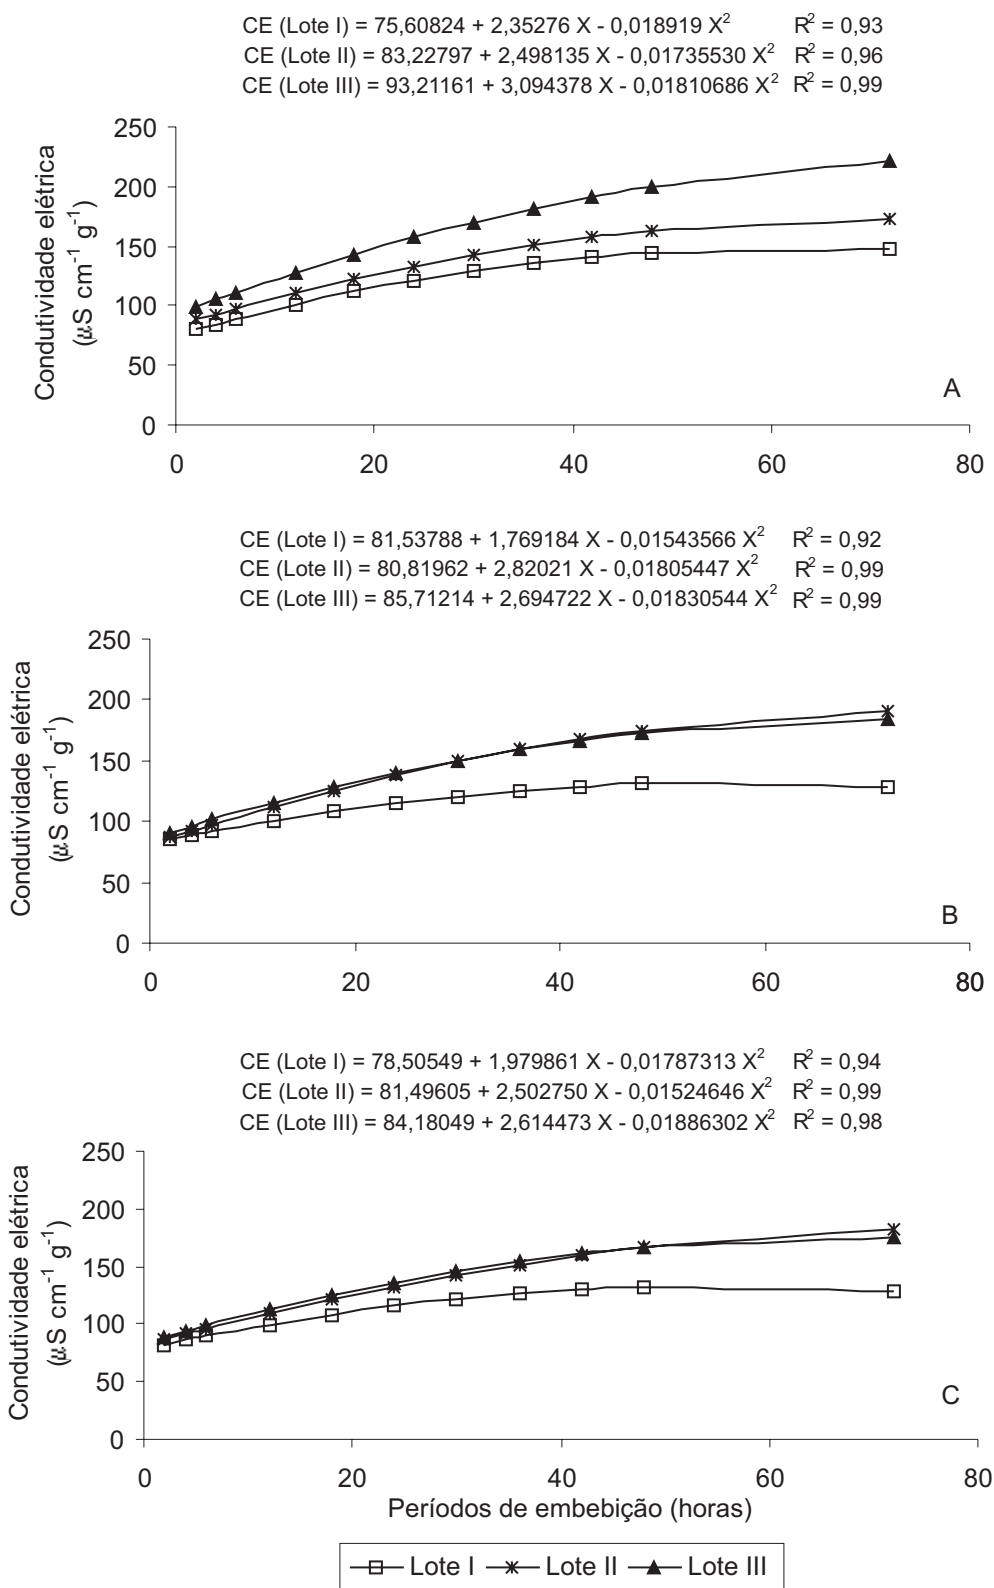 CE (Lote I) = 75,60824 + 2,35276 X - 0,018919 X² R² = 0,93
CE (Lote II) = 83,22797 + 2,498135 X - 0,01735530 X² R² = 0,96
CE (Lote III) = 93,21161 + 3,094378 X - 0,01810686 X² R² = 0,99
Condutividade elétrica
(µS cm⁻¹ g⁻¹)
250
200
150
100
50
0
0 20 40 60 80
A
CE (Lote I) = 81,53788 + 1,769184 X - 0,01543566 X² R² = 0,92
CE (Lote II) = 80,81962 + 2,82021 X - 0,01805447 X² R² = 0,99
CE (Lote III) = 85,71214 + 2,694722 X - 0,01830544 X² R² = 0,99
Condutividade elétrica
(µS cm⁻¹ g⁻¹)
250
200
150
100
50
0
0 20 40 60 80
B
CE (Lote I) = 78,50549 + 1,979861 X - 0,01787313 X² R² = 0,94
CE (Lote II) = 81,49605 + 2,502750 X - 0,01524646 X² R² = 0,99
CE (Lote III) = 84,18049 + 2,614473 X - 0,01886302 X² R² = 0,98
Condutividade elétrica
(µS cm⁻¹ g⁻¹)
250
200
150
100
50
0
0 20 40 60 80
C
Períodos de embebição (horas)
Lote I Lote II Lote III